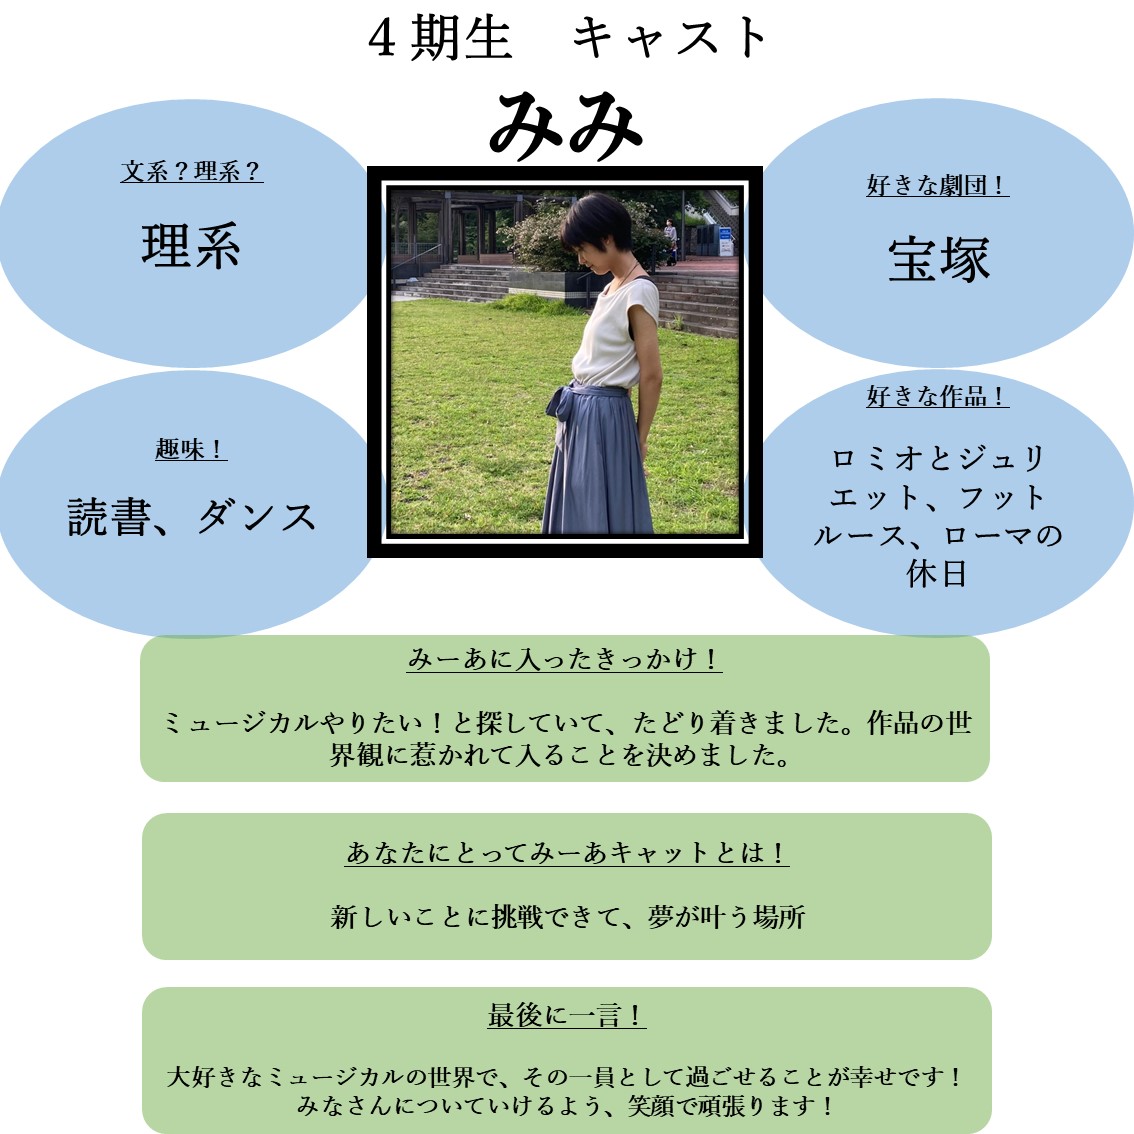 ４期生　キャスト
みみ
文系？理系？
理系
好きな劇団！
宝塚
趣味！
読書、ダンス
好きな作品！
ロミオとジュリ
エット、フット
ルース、ローマの
休日
みーあに入ったきっかけ！
ミュージカルやりたい！と探していて、たどり着きました。作品の世
界観に惹かれて入ることを決めました。
あなたにとってみーあキャットとは！
新しいことに挑戦できて、夢が叶う場所
最後に一言！
大好きなミュージカルの世界で、その一員として過ごせることが幸せです！
みなさんについていけるよう、笑顔で頑張ります！